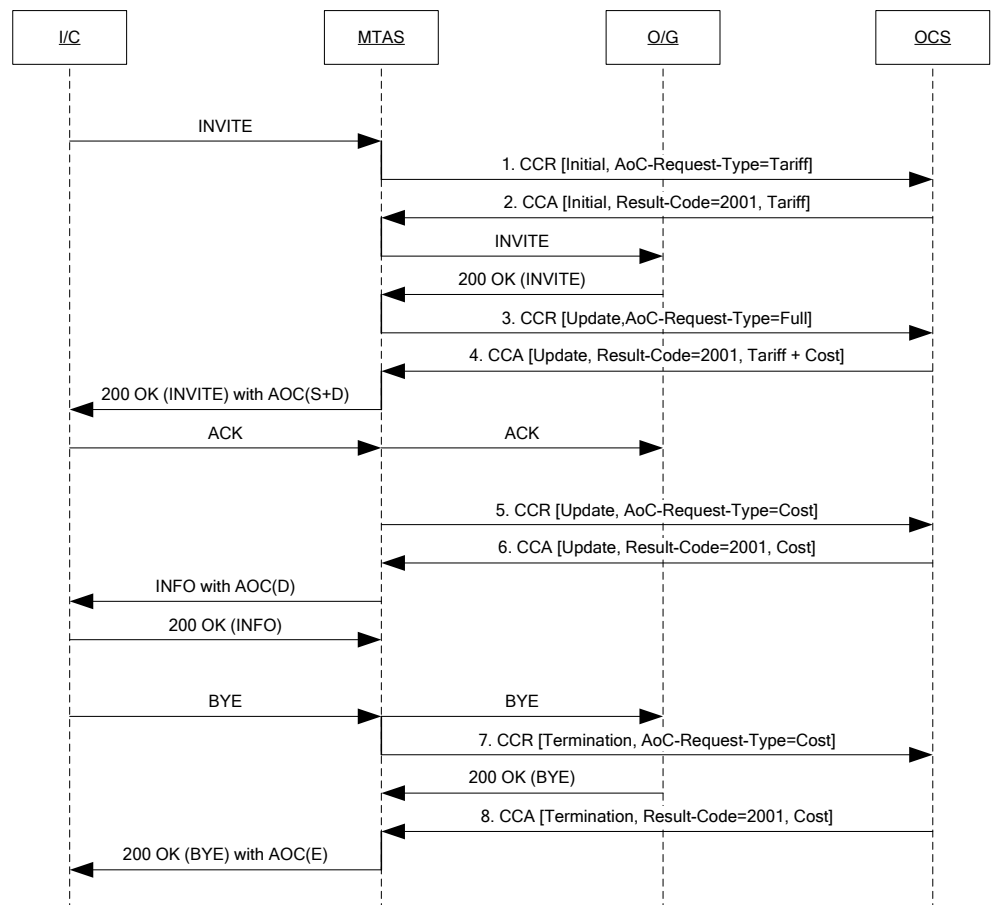 I/C
MTAS
O/G
OCS
INVITE
1. CCR [Initial, AoC-Request-Type=Tariff]
2. CCA [Initial, Result-Code=2001, Tariff]
INVITE
200 OK (INVITE)
3. CCR [Update,AoC-Request-Type=Full]
4. CCA [Update, Result-Code=2001, Tariff + Cost]
200 OK (INVITE) with AOC(S+D)
ACK
ACK
5. CCR [Update, AoC-Request-Type=Cost]
6. CCA [Update, Result-Code=2001, Cost]
INFO with AOC(D)
200 OK (INFO)
BYE
BYE
7. CCR [Termination, AoC-Request-Type=Cost]
200 OK (BYE)
8. CCA [Termination, Result-Code=2001, Cost]
200 OK (BYE) with AOC(E)